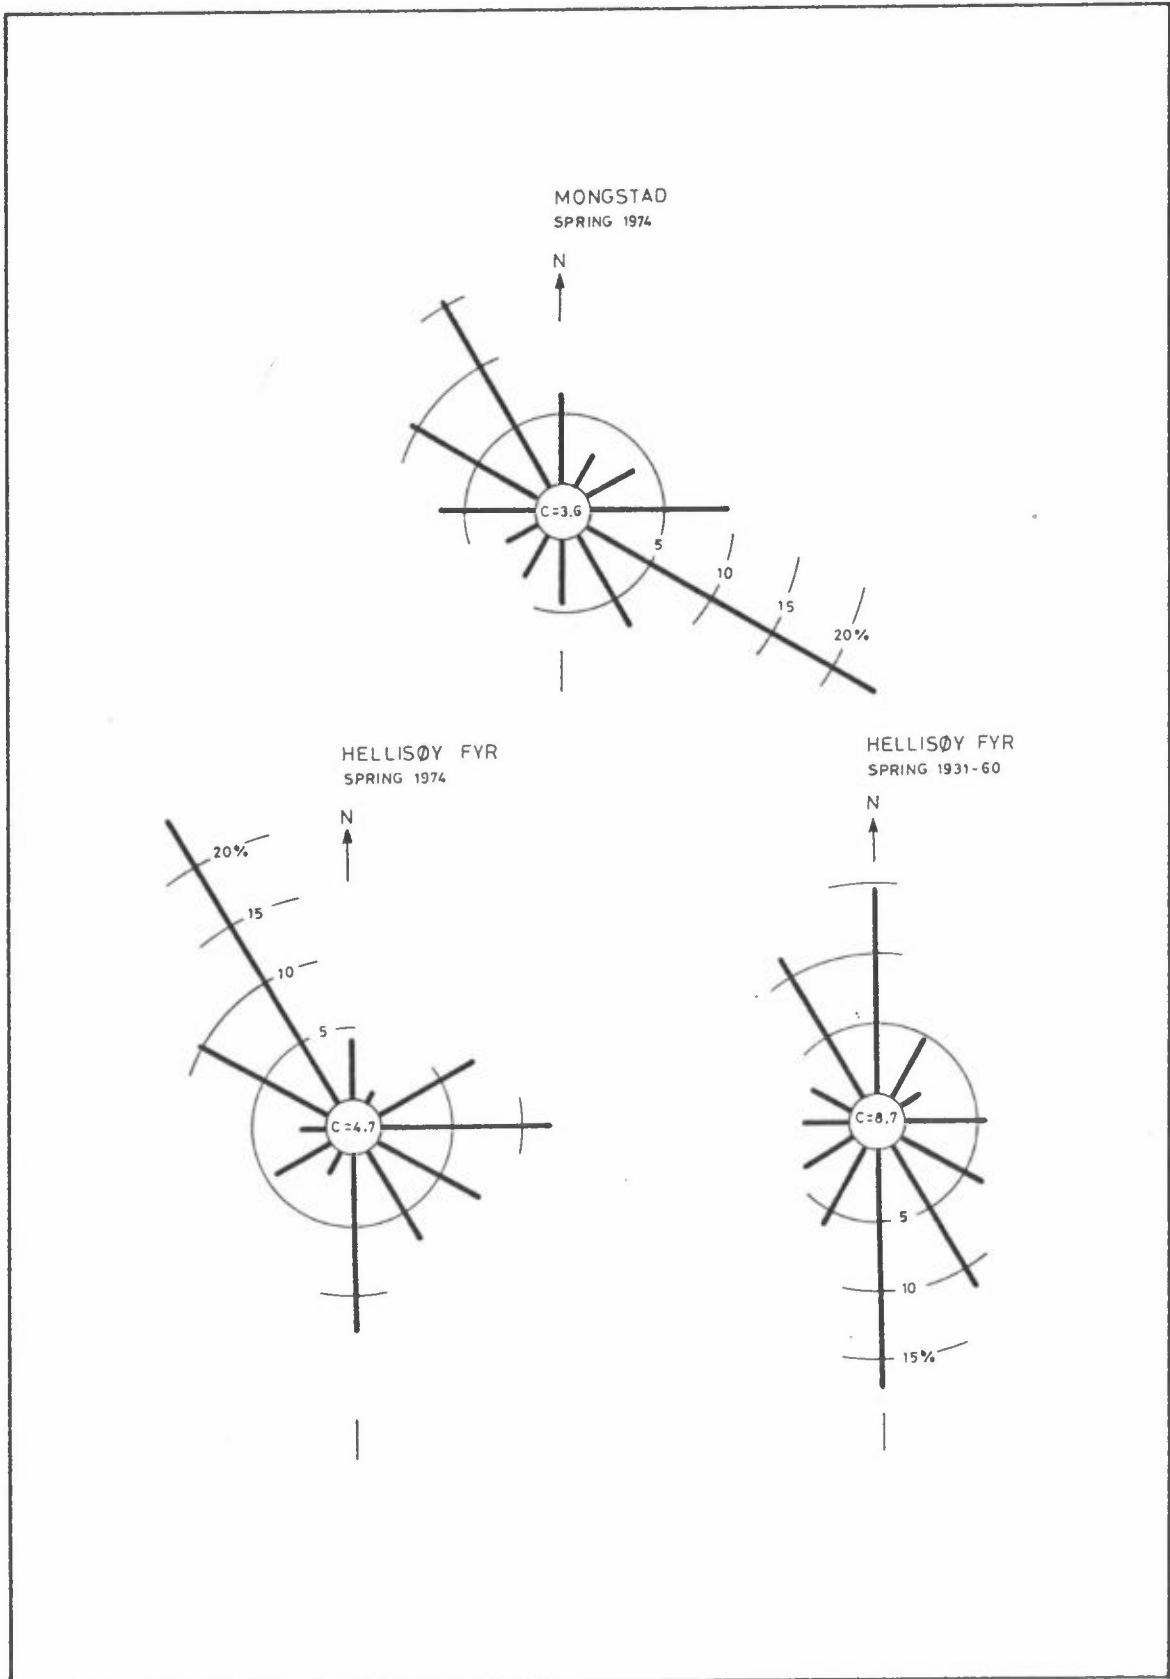 MONGSTAD
SPRING 1974
N
C=3.6
5
10
15
20%
HELLISØY FYR
SPRING 1974
N
20%
15
10
5
C=4.7
HELLISØY FYR
SPRING 1931-60
N
C=8,7
5
10
15%